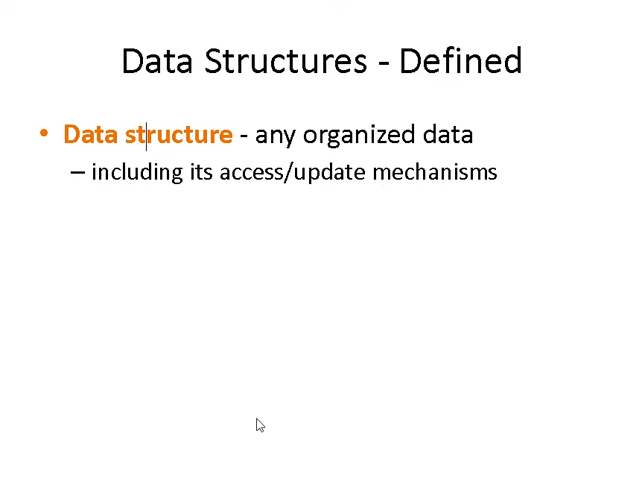 Data Structures - Defined
• Data structure - any organized data
– including its access/update mechanisms